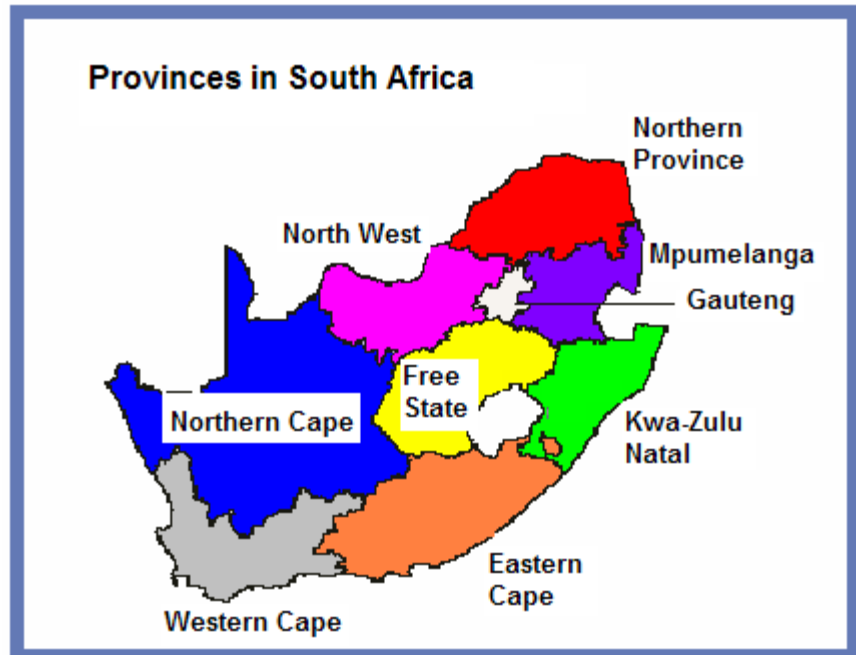 Provinces in South Africa
Northern
Province
North West
Mpumelanga
Gauteng
Free
State
Northern Cape
Kwa-Zulu
Natal
Eastern
Cape
Western Cape